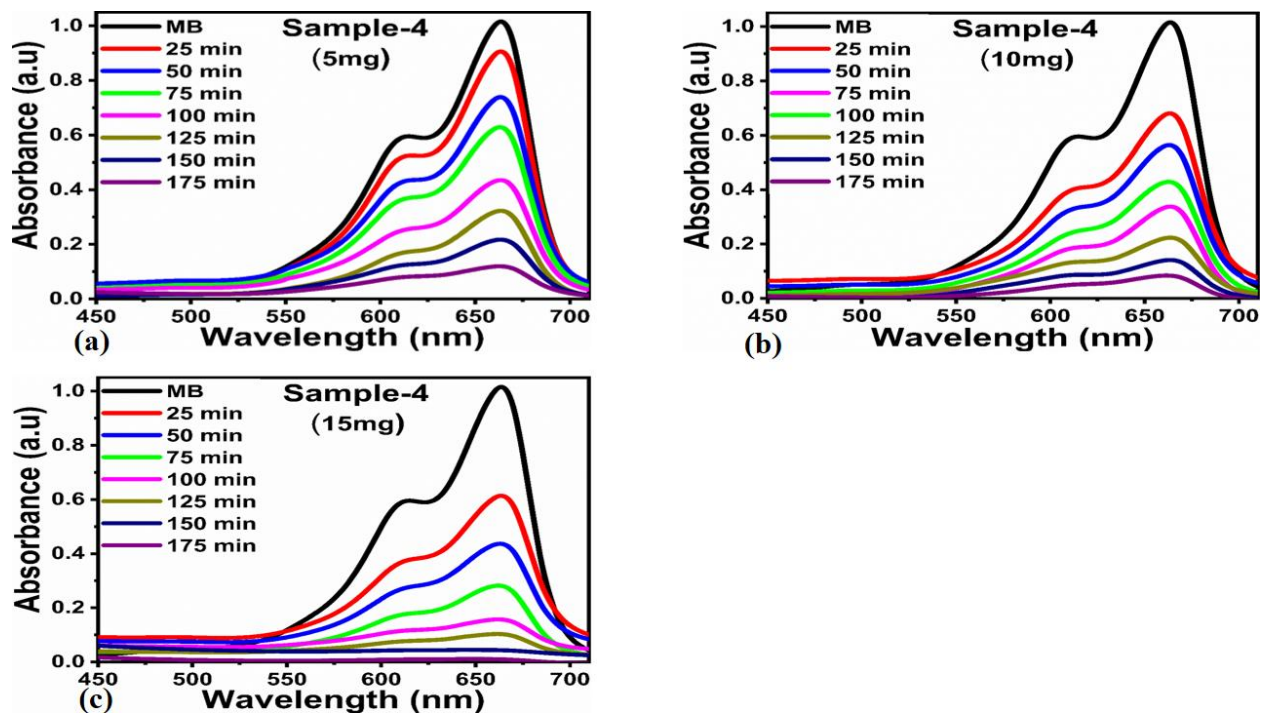 Sample-4
(5mg)
MB
25 min
50 min
75 min
100 min
125 min
150 min
175 min
Absorbance (a.u)
1.0
0.8
0.6
0.4
0.2
0.0
450 500 550 600 650 700
Wavelength (nm)
(a)
Sample-4
(10mg)
MB
25 min
50 min
75 min
100 min
125 min
150 min
175 min
Absorbance (a.u)
1.0
0.8
0.6
0.4
0.2
0.0
450 500 550 600 650 700
Wavelength (nm)
(b)
Sample-4
(15mg)
MB
25 min
50 min
75 min
100 min
125 min
150 min
175 min
Absorbance (a.u)
1.0
0.8
0.6
0.4
0.2
0.0
450 500 550 600 650 700
Wavelength (nm)
(c)